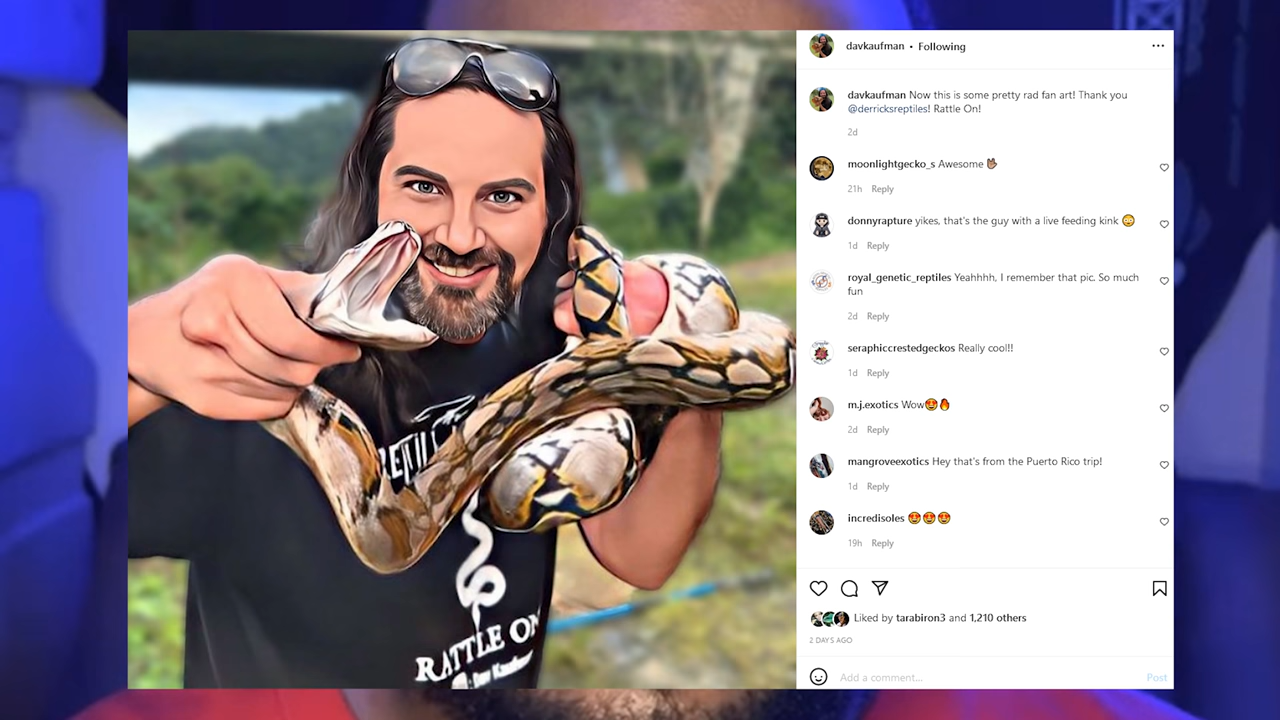 REPTIL
RATTLE ON
Dav Kaufman
davkaufman • Following
davkaufman Now this is some pretty rad fan art! Thank you
@derricksreptiles! Rattle On!
2d
moonlightgecko_s Awesome 🤟🏽
21h Reply
donnyrapture yikes, that's the guy with a live feeding kink 😳
1d Reply
royal_genetic_reptiles Yeahhhh, I remember that pic. So much
fun
2d Reply
seraphiccrestedgeckos Really cool!!
1d Reply
m.j.exotics Wow😍🔥
2d Reply
mangroveexotics Hey that's from the Puerto Rico trip!
1d Reply
incredisoles 😍😍😍
19h Reply
Liked by tarabiron3 and 1,210 others
2 DAYS AGO
Add a comment...
Post